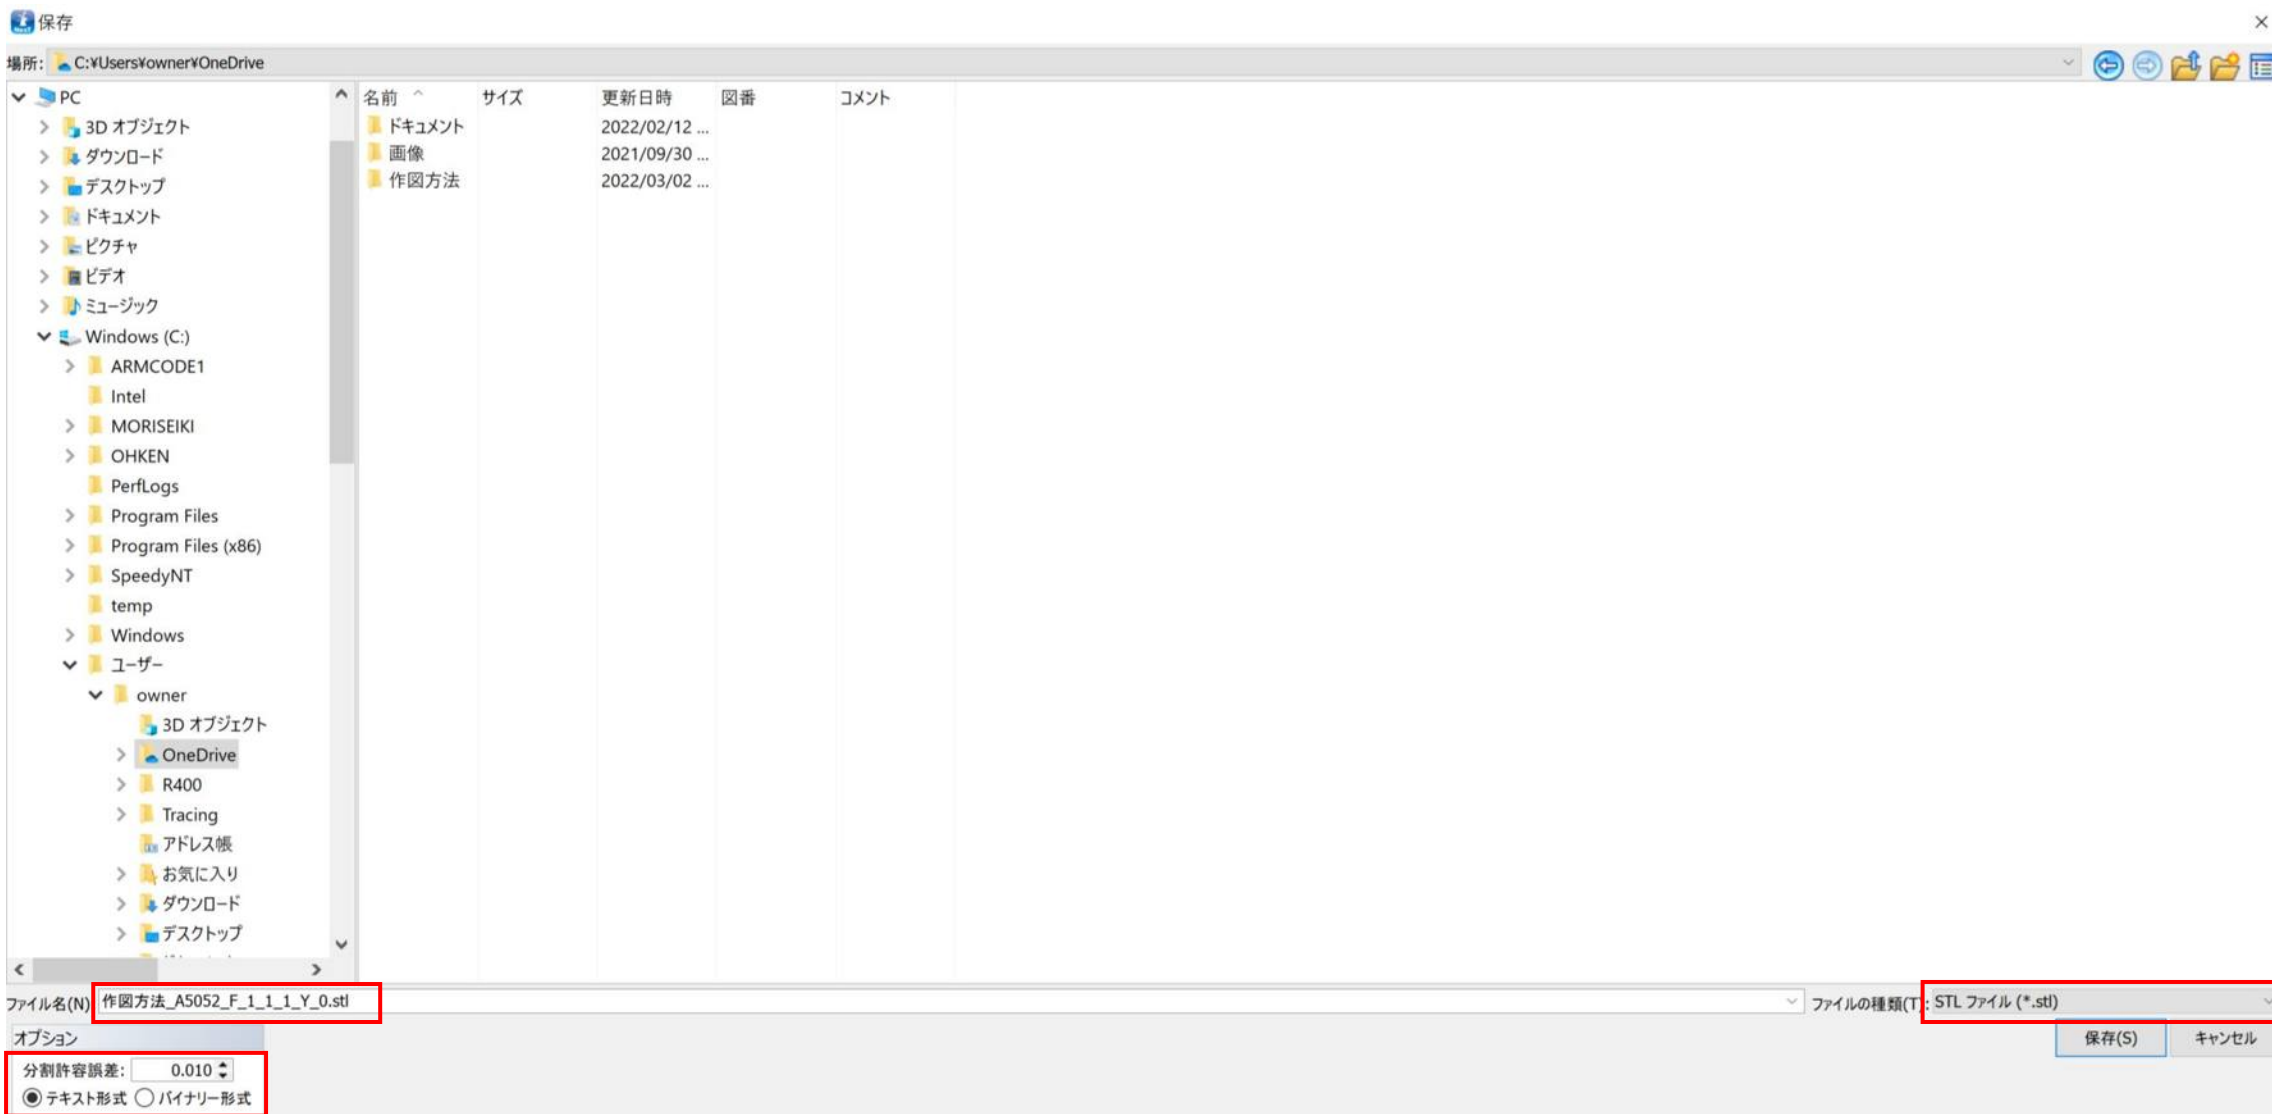 保存
場所: C:¥Users¥owner¥OneDrive
PC
3D オブジェクト
ダウンロード
デスクトップ
ドキュメント
ピクチャ
ビデオ
ミュージック
Windows (C:)
ARMCODE1
Intel
MORISEIKI
OHKEN
PerfLogs
Program Files
Program Files (x86)
SpeedyNT
temp
Windows
ユーザー
owner
3D オブジェクト
OneDrive
R400
Tracing
アドレス帳
お気に入り
ダウンロード
デスクトップ
名前 サイズ 更新日時 図番 コメント
ドキュメント 2022/02/12 ...
画像 2021/09/30 ...
作図方法 2022/03/02 ...
ファイル名(N) 作図方法_A5052_F_1_1_1_Y_0.stl ファイルの種類(T): STL ファイル (*.stl)
オプション 保存(S) キャンセル
分割許容誤差: 0.010
テキスト形式 バイナリー形式